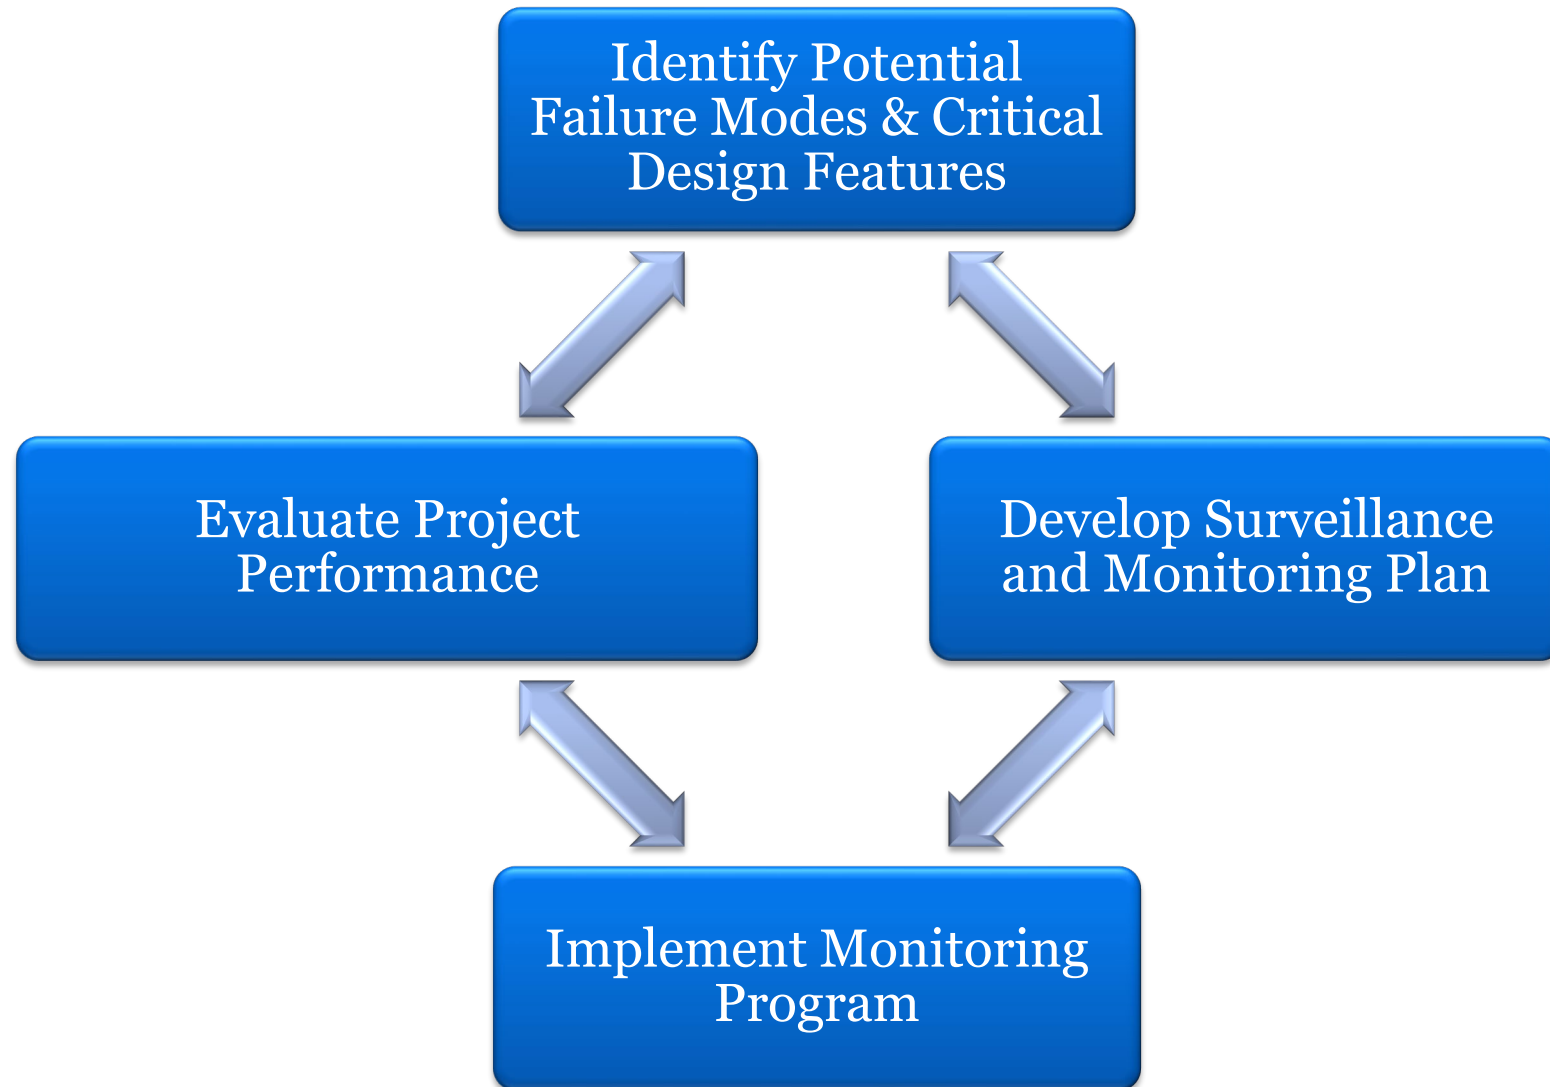 Identify Potential
Failure Modes & Critical
Design Features
Evaluate Project
Performance
Develop Surveillance
and Monitoring Plan
Implement Monitoring
Program